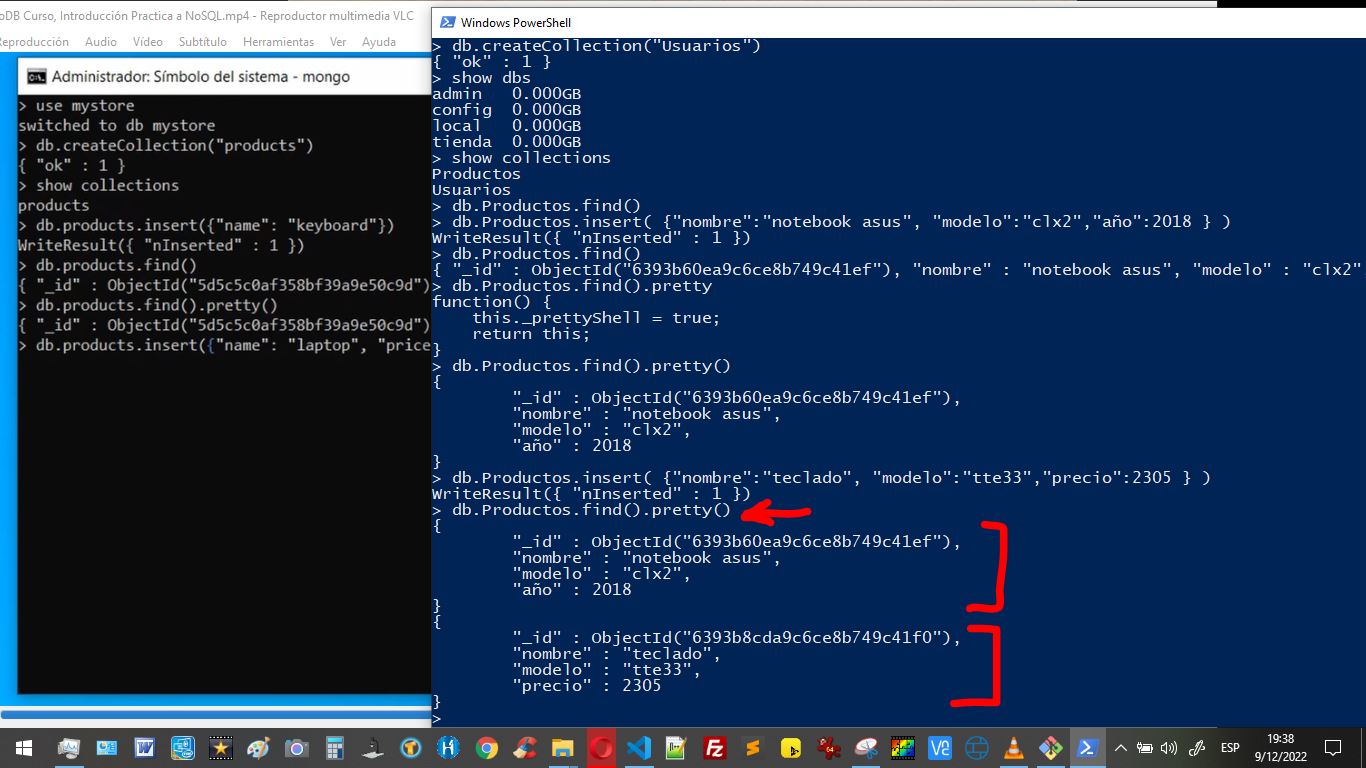 oDB Curso, Introducción Practica a NoSQL.mp4 - Reproductor multimedia VLC
Reproducción Audio Vídeo Subtítulo Herramientas Ver Ayuda
Administrador: Símbolo del sistema - mongo
> use mystore
switched to db mystore
> db.createCollection("products")
{ "ok" : 1 }
> show collections
products
> db.products.insert({"name": "keyboard"})
WriteResult({ "nInserted" : 1 })
> db.products.find()
{ "_id" : ObjectId("5d5c5c0af358bf39a9e50c9d")
> db.products.find().pretty()
{ "_id" : ObjectId("5d5c5c0af358bf39a9e50c9d")
> db.products.insert({"name": "laptop", "price
Windows PowerShell
> db.createCollection("Usuarios")
{ "ok" : 1 }
> show dbs
admin   0.000GB
config  0.000GB
local   0.000GB
tienda  0.000GB
> show collections
Productos
Usuarios
> db.Productos.find()
> db.Productos.insert( {"nombre":"notebook asus", "modelo":"clx2","año":2018 } )
WriteResult({ "nInserted" : 1 })
> db.Productos.find()
{ "_id" : ObjectId("6393b60ea9c6ce8b749c41ef"), "nombre" : "notebook asus", "modelo" : "clx2"
> db.Productos.find().pretty
function() {
    this._prettyShell = true;
    return this;
}
> db.Productos.find().pretty()
{
        "_id" : ObjectId("6393b60ea9c6ce8b749c41ef"),
        "nombre" : "notebook asus",
        "modelo" : "clx2",
        "año" : 2018
}
> db.Productos.insert( {"nombre":"teclado", "modelo":"tte33","precio":2305 } )
WriteResult({ "nInserted" : 1 })
> db.Productos.find().pretty()
{
        "_id" : ObjectId("6393b60ea9c6ce8b749c41ef"),
        "nombre" : "notebook asus",
        "modelo" : "clx2",
        "año" : 2018
}
{
        "_id" : ObjectId("6393b8cda9c6ce8b749c41f0"),
        "nombre" : "teclado",
        "modelo" : "tte33",
        "precio" : 2305
}
>
ESP
19:38
9/12/2022